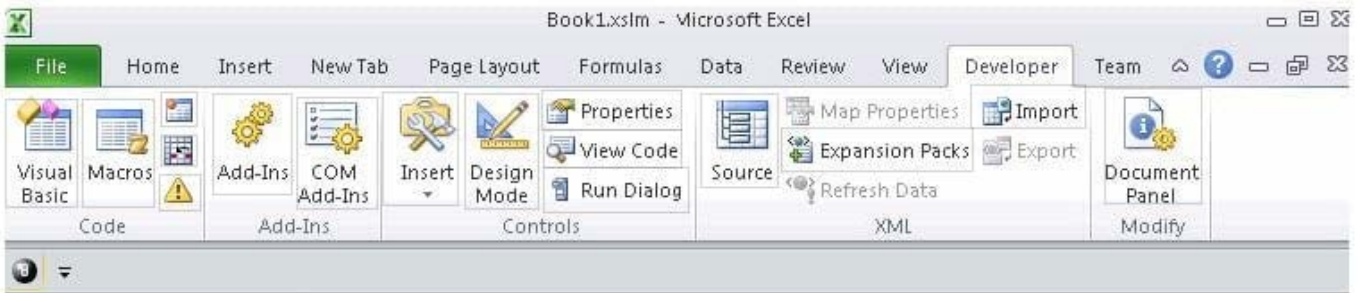 Book1.xslm - Microsoft Excel
File Home Insert New Tab Page Layout Formulas Data Review View Developer Team
Visual Basic
Macros
Add-Ins
COM Add-Ins
Insert
Design Mode
Properties
View Code
Run Dialog
Source
Map Properties
Expansion Packs
Refresh Data
Import
Export
Document Panel
Code Add-Ins Controls XML Modify